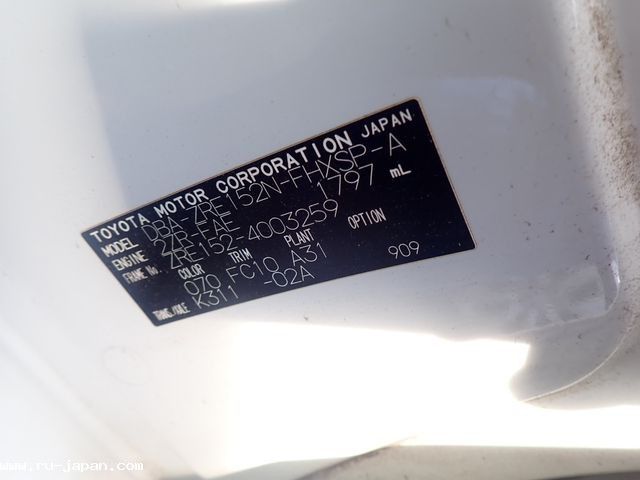 TOYOTA MOTOR CORPORATION JAPAN
MODEL DBA-ZRE152N-FHXSP-A
ENGINE 2ZR-FAE 1797 mL
FRAME No. ZRE152-4003259
COLOR TRIM PLANT OPTION
070 FC10 A31
TRANS/AXLE K311 -02A 909
www.ru-japan.com